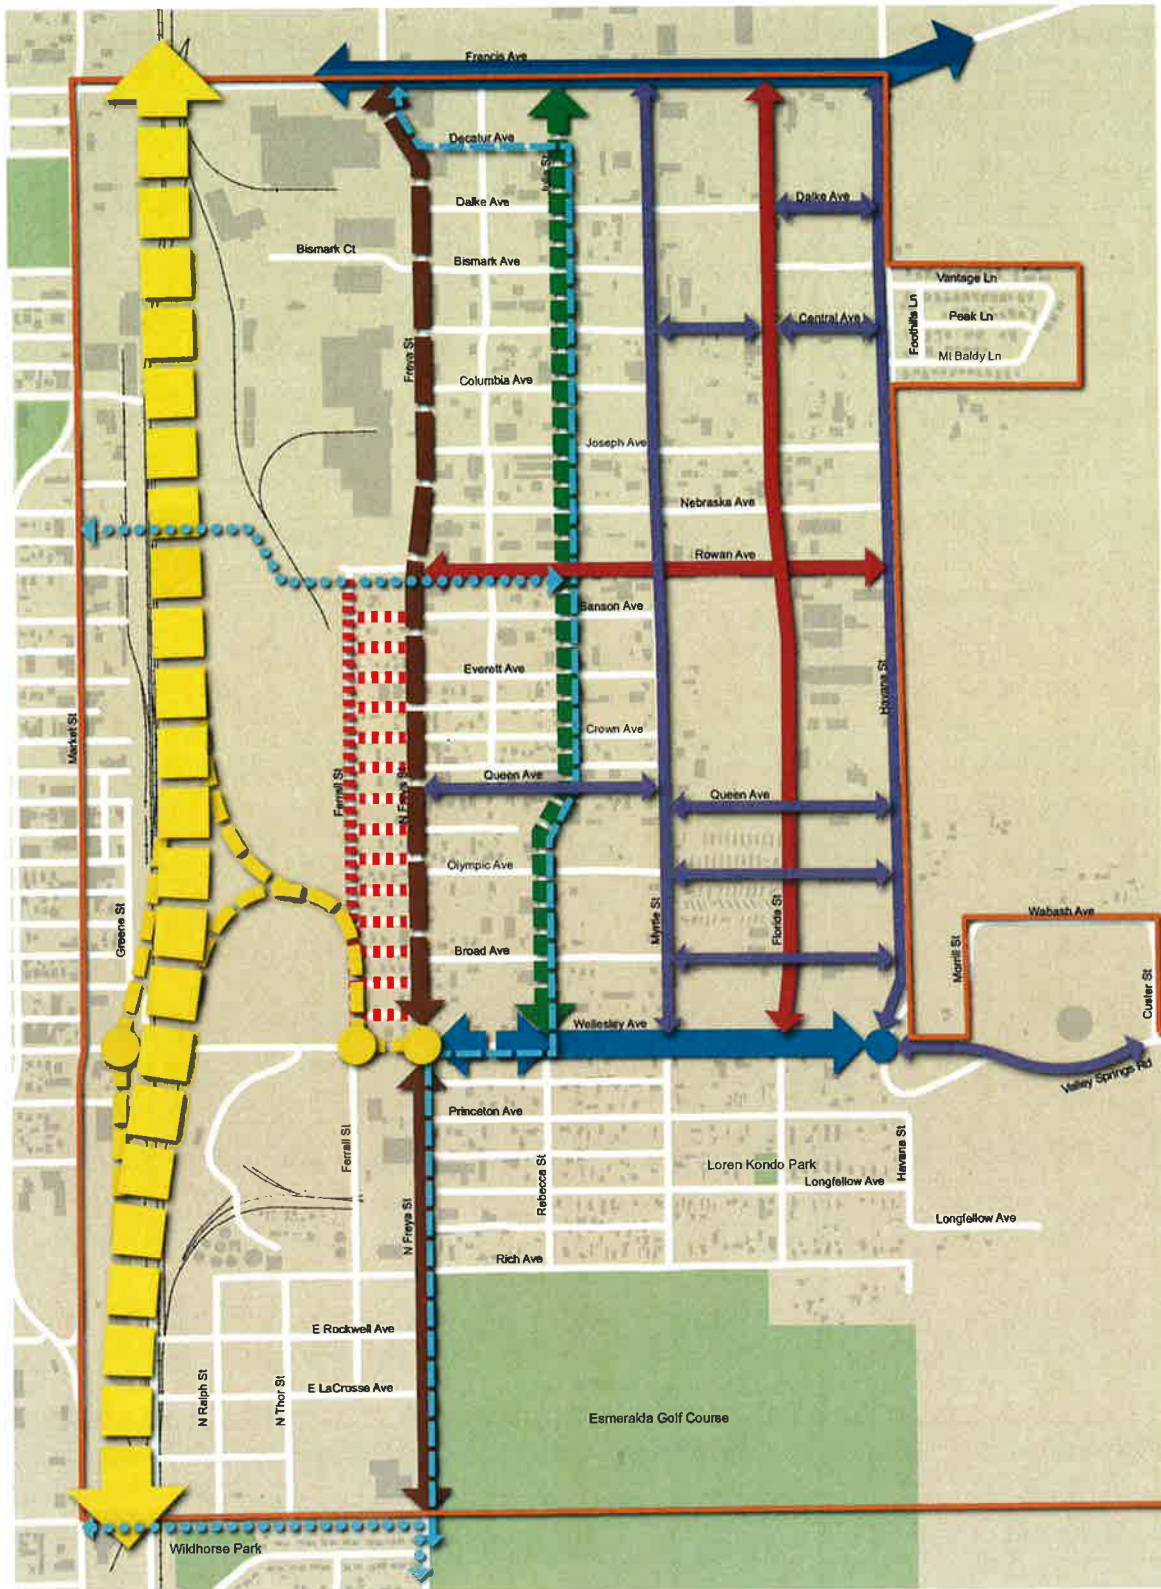 Francis Ave
Decatur Ave
Julia St
Dalke Ave
Dalke Ave
Bismark Ct
Bismark Ave
Vantage Ln
Foothills Ln
Peak Ln
Mt Baldy Ln
Central Ave
Freya St
Columbia Ave
Joseph Ave
Nebraska Ave
Rowan Ave
Sanson Ave
Everett Ave
Havana St
Market St
Crown Ave
Ferrall St
N Freya St
Queen Ave
Queen Ave
Olympic Ave
Greene St
Myrtle St
Florida St
Broad Ave
Wabash Ave
Morrill St
Custer St
Wellesley Ave
Valley Springs Rd
Princeton Ave
Ferrall St
Havana St
Loren Kondo Park
Rebecca St
Longfellow Ave
Longfellow Ave
N Freya St
Rich Ave
E Rockwell Ave
N Ralph St
N Thor St
E LaCrosse Ave
Esmeralda Golf Course
Wildhorse Park